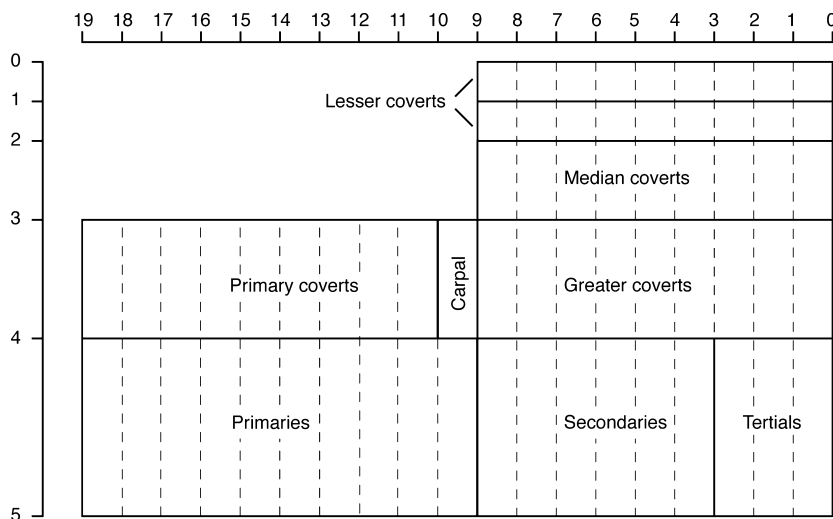 19 18 17 16 15 14 13 12 11 10 9 8 7 6 5 4 3 2 1 0
0
Lesser coverts
1
2
Median coverts
3
Primary coverts
Carpal
Greater coverts
4
Primaries
Secondaries
Tertials
5